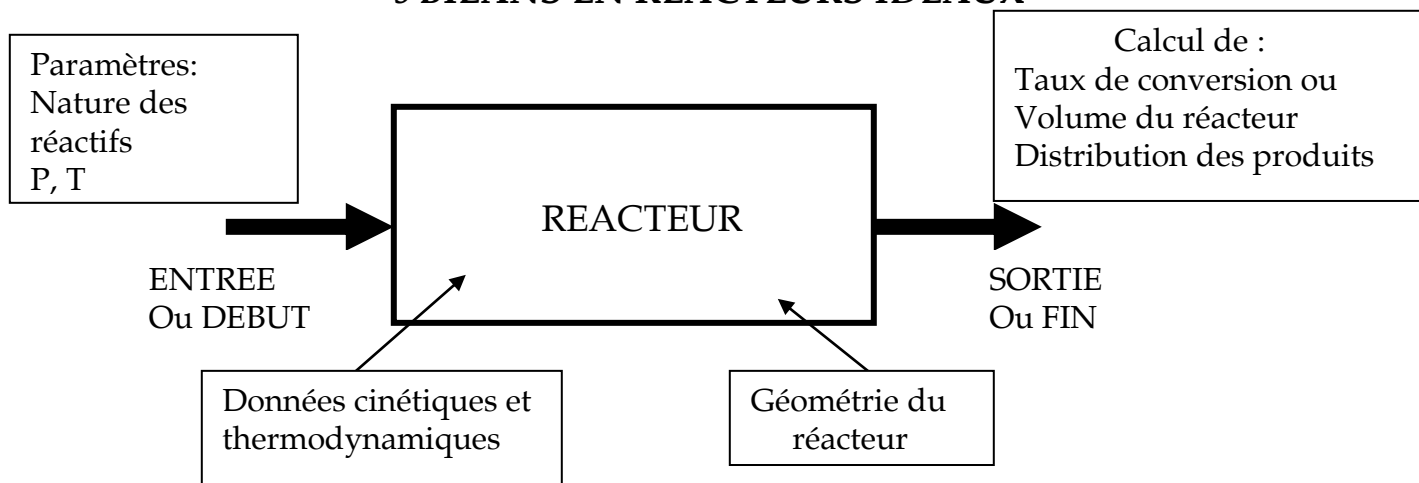 Paramètres:
Nature des
réactifs
P, T
Calcul de :
Taux de conversion ou
Volume du réacteur
Distribution des produits
REACTEUR
ENTREE
Ou DEBUT
SORTIE
Ou FIN
Données cinétiques et
thermodynamiques
Géométrie du
réacteur